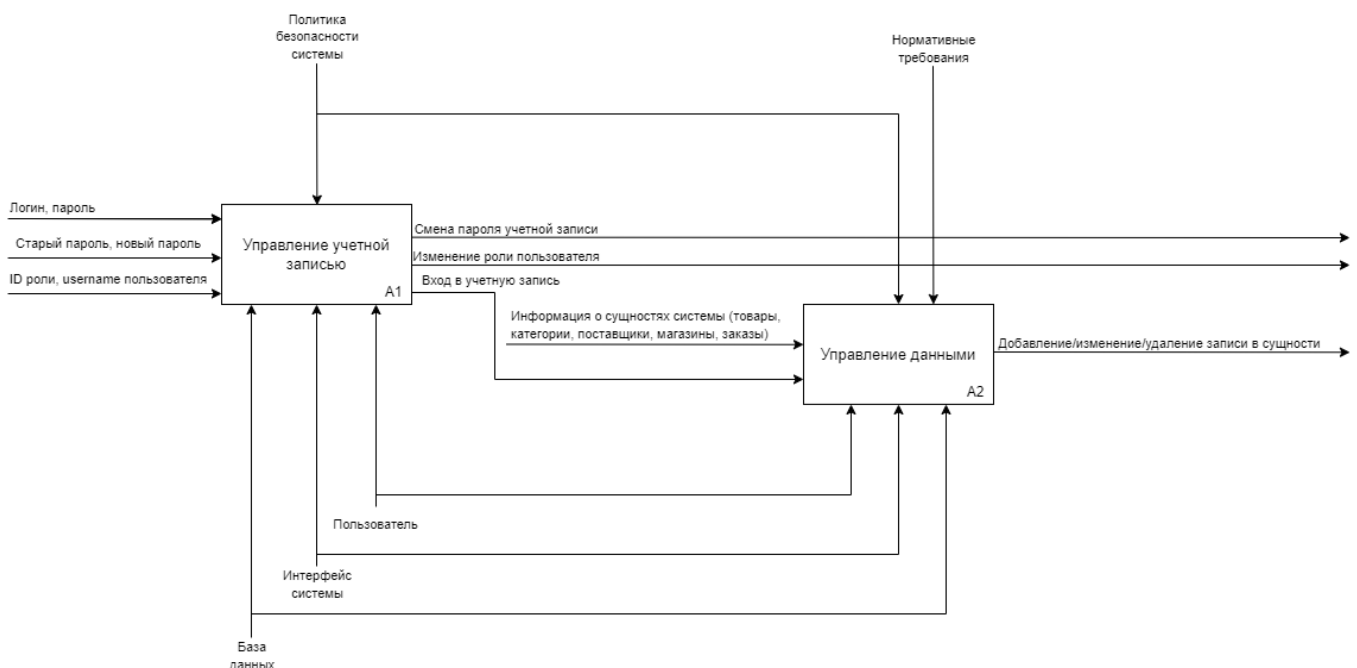 Политика
безопасности
системы
Нормативные
требования
Логин, пароль
Старый пароль, новый пароль
ID роли, username пользователя
Управление учетной
записью
A1
Смена пароля учетной записи
Изменение роли пользователя
Вход в учетную запись
Информация о сущностях системы (товары,
категории, поставщики, магазины, заказы)
Управление данными
A2
Добавление/изменение/удаление записи в сущности
Пользователь
Интерфейс
системы
База
данных